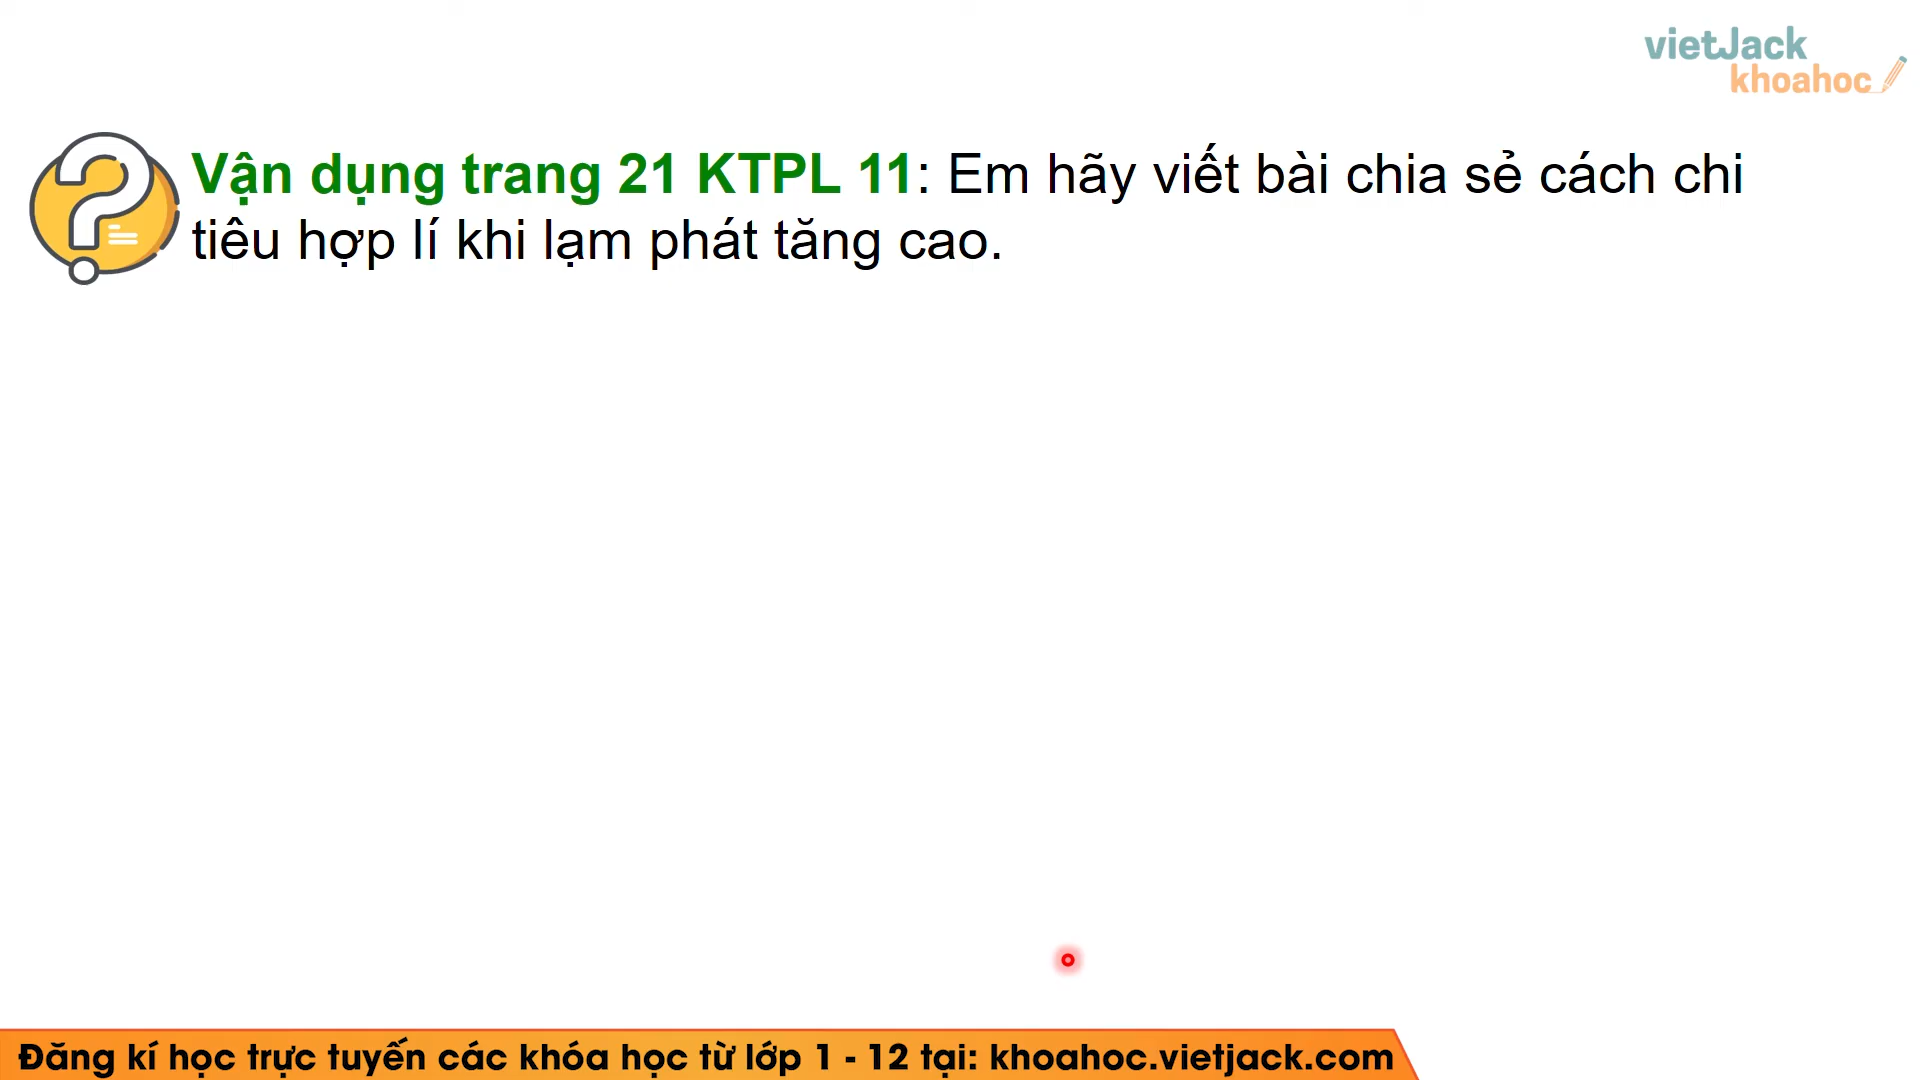 vietJack
khoahoc
Vận dụng trang 21 KTPL 11: Em hãy viết bài chia sẻ cách chi
tiêu hợp lí khi lạm phát tăng cao.
Đăng kí học trực tuyến các khóa học từ lớp 1 - 12 tại: khoahoc.vietjack.com